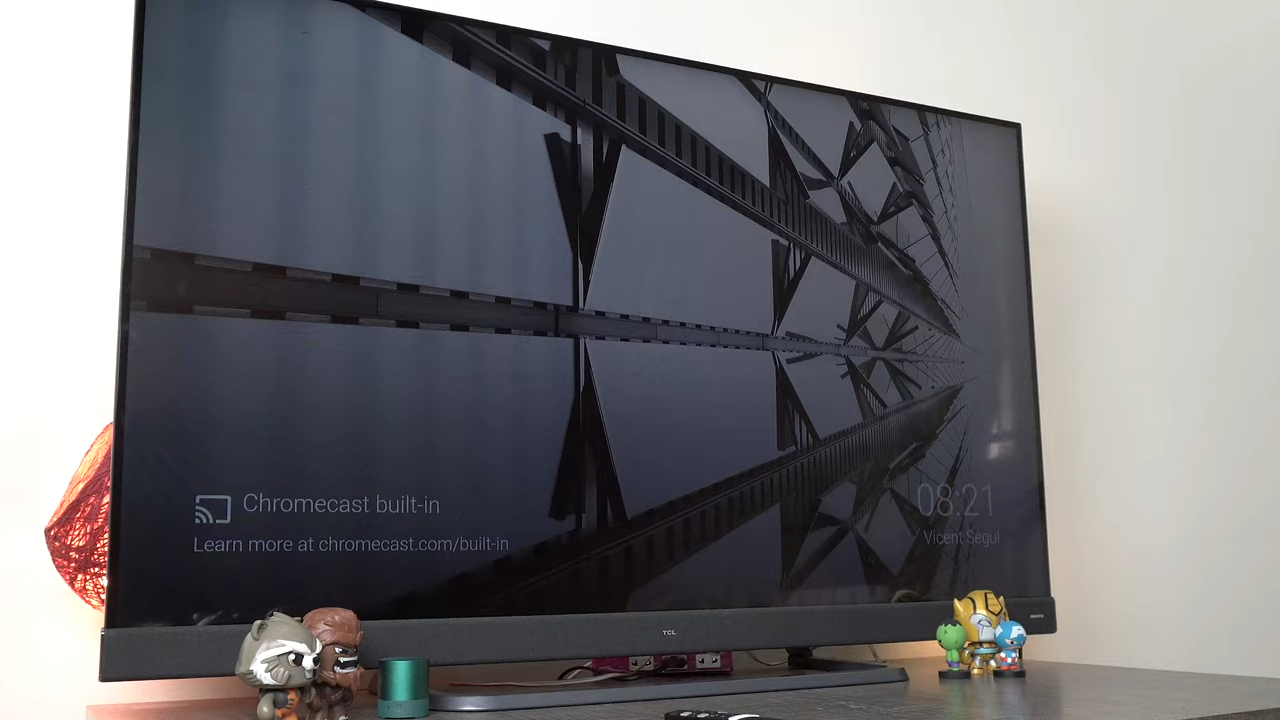 Chromecast built-in
Learn more at chromecast.com/built-in
08:21
Vicent Segui
TCL